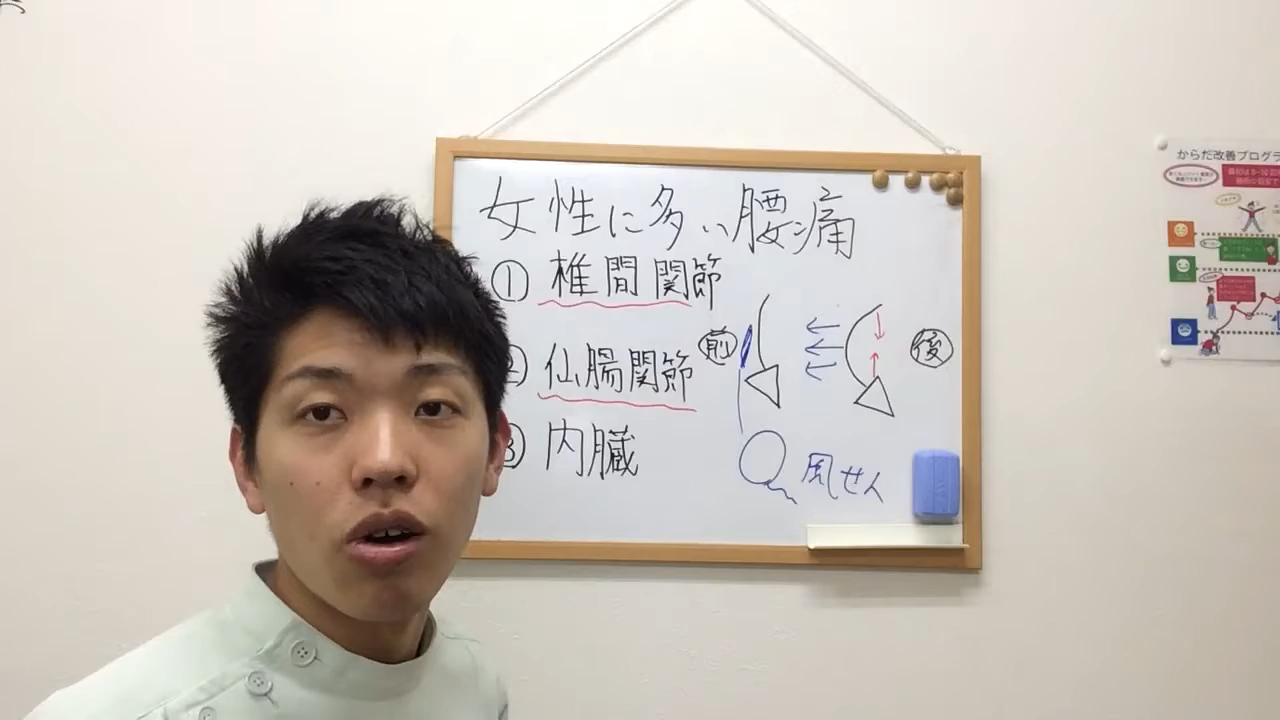 女性に多い腰痛
① 椎間関節
② 仙腸関節
③ 内臓
前
後
風せん
からだ改善プログラ